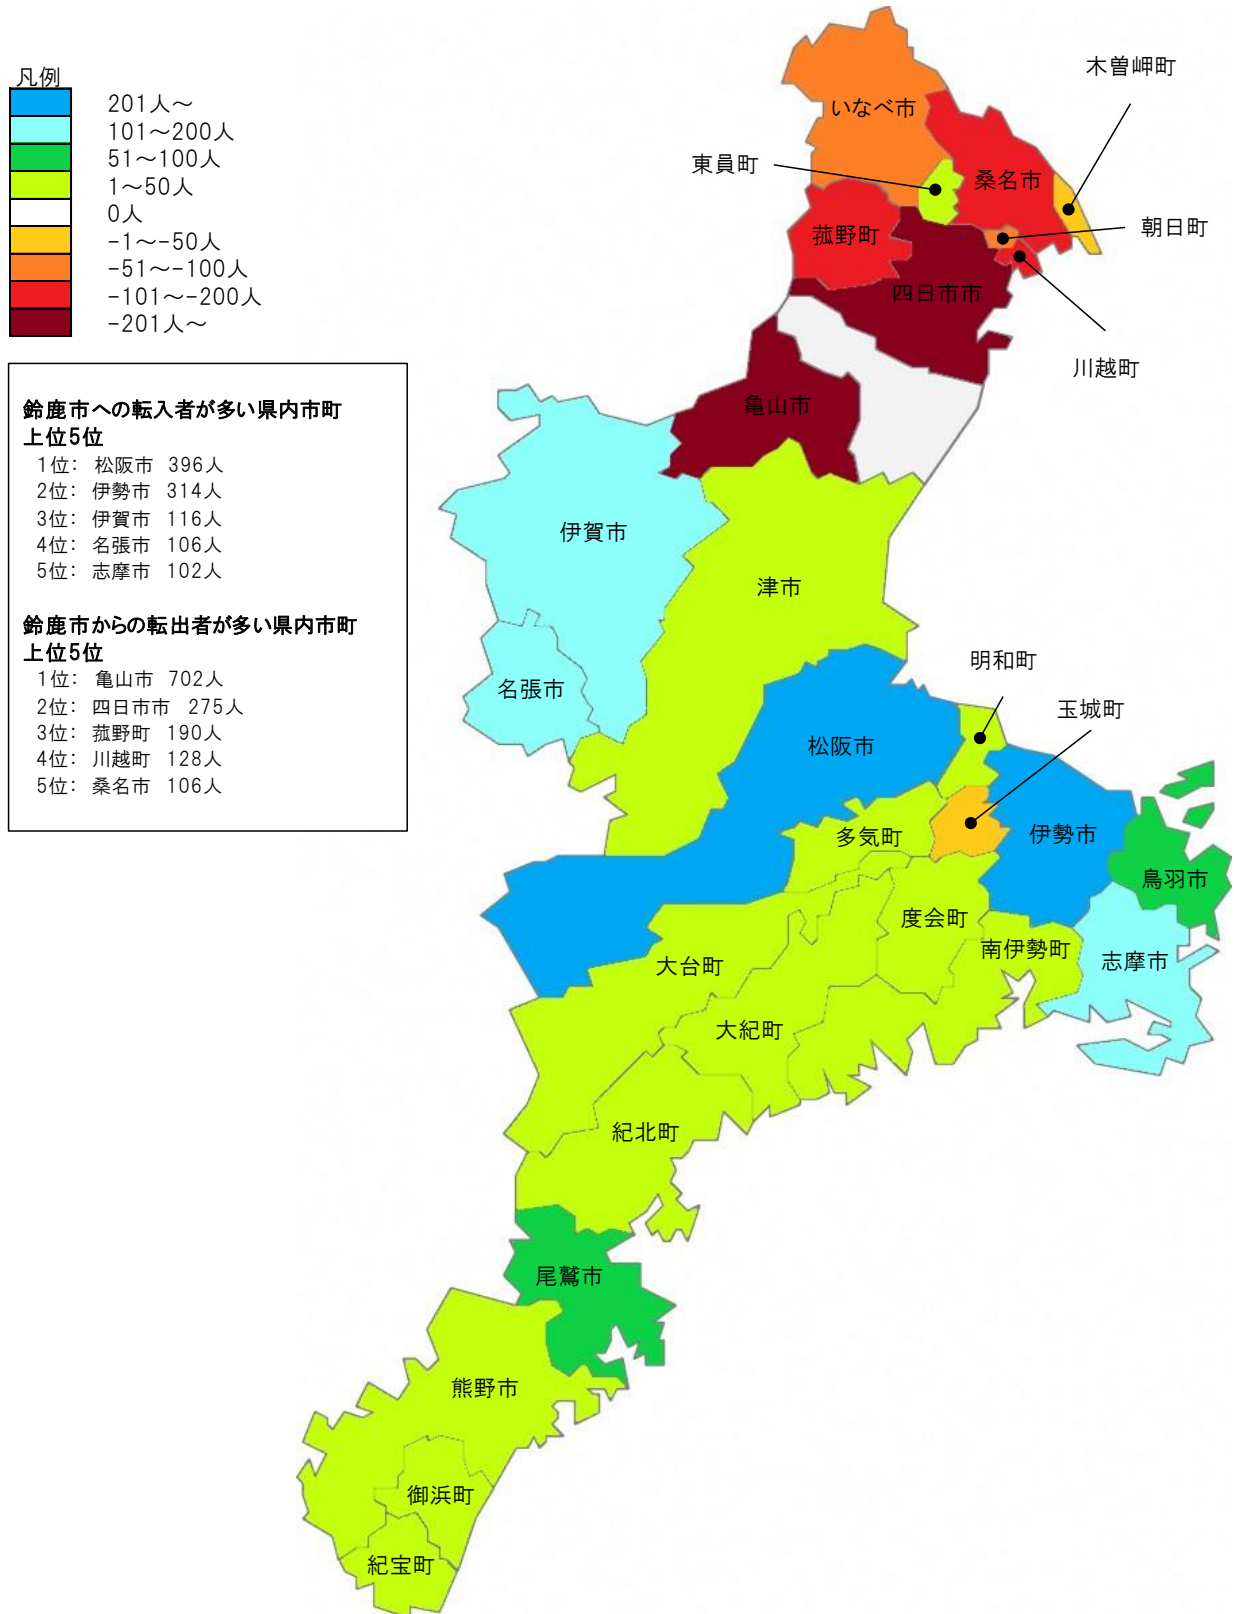 凡例
201人～
101～200人
51～100人
1～50人
0人
-1～-50人
-51～-100人
-101～-200人
-201人～
鈴鹿市への転入者が多い県内市町
上位5位
1位： 松阪市 396人
2位： 伊勢市 314人
3位： 伊賀市 116人
4位： 名張市 106人
5位： 志摩市 102人
鈴鹿市からの転出者が多い県内市町
上位5位
1位： 亀山市 702人
2位： 四日市市 275人
3位： 菰野町 190人
4位： 川越町 128人
5位： 桑名市 106人
木曽岬町
いなべ市
東員町
桑名市
朝日町
菰野町
四日市市
川越町
亀山市
伊賀市
津市
明和町
名張市
玉城町
松阪市
伊勢市
多気町
鳥羽市
度会町
南伊勢町
志摩市
大台町
大紀町
紀北町
尾鷲市
熊野市
御浜町
紀宝町